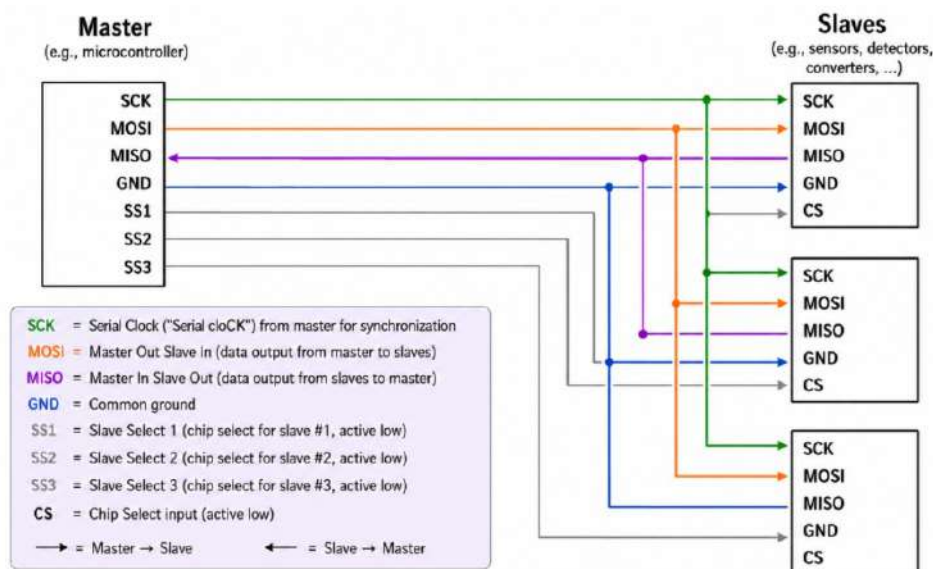 Master
(e.g., microcontroller)
SCK
MOSI
MISO
GND
SS1
SS2
SS3
Slaves
(e.g., sensors, detectors,
converters, ...)
SCK
MOSI
MISO
GND
CS
SCK
MOSI
MISO
GND
CS
SCK
MOSI
MISO
GND
CS
SCK = Serial Clock ("Serial cloCK") from master for synchronization
MOSI = Master Out Slave In (data output from master to slaves)
MISO = Master In Slave Out (data output from slaves to master)
GND = Common ground
SS1 = Slave Select 1 (chip select for slave #1, active low)
SS2 = Slave Select 2 (chip select for slave #2, active low)
SS3 = Slave Select 3 (chip select for slave #3, active low)
CS = Chip Select input (active low)
= Master → Slave
= Slave → Master